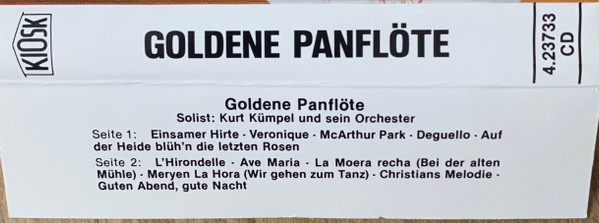 KIOSK
GOLDENE PANFLÖTE
4.23733
CD
Goldene Panflöte
Solist: Kurt Kümpel und sein Orchester
Seite 1: Einsamer Hirte · Veronique · McArthur Park · Deguello · Auf
der Heide blüh'n die letzten Rosen
Seite 2: L'Hirondelle · Ave Maria · La Moera recha (Bei der alten
Mühle) · Meryen La Hora (Wir gehen zum Tanz) · Christians Melodie ·
Guten Abend, gute Nacht